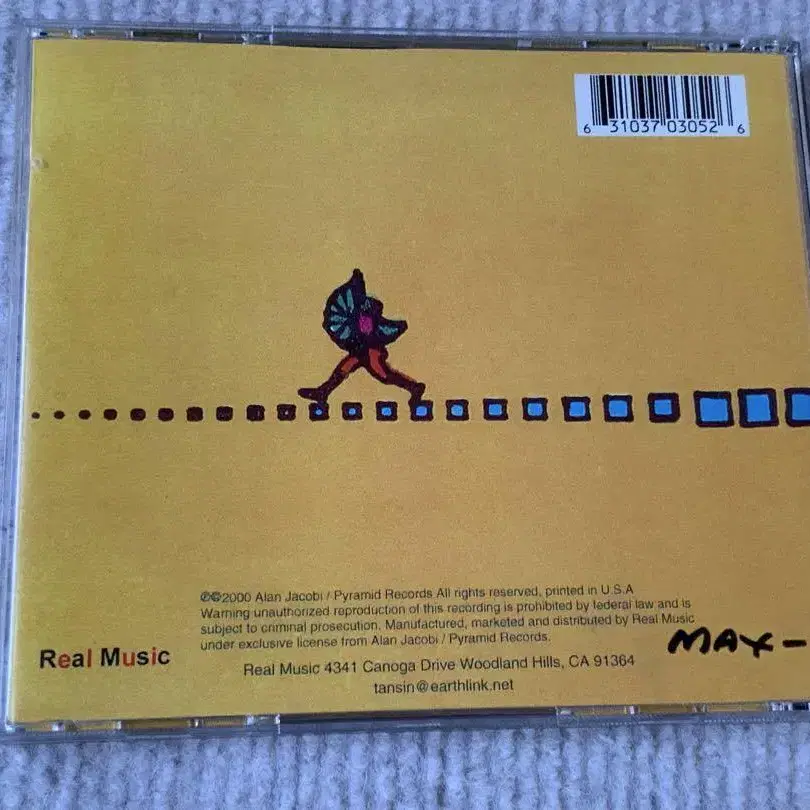 6 31037 03052 6
℗©2000 Alan Jacobi / Pyramid Records All rights reserved, printed in U.S.A
Warning unauthorized reproduction of this recording is prohibited by federal law and is
subject to criminal prosecution. Manufactured, marketed and distributed by Real Music
under exclusive license from Alan Jacobi / Pyramid Records.
MAX-
Real Music
Real Music 4341 Canoga Drive Woodland Hills, CA 91364
tansin@earthlink.net